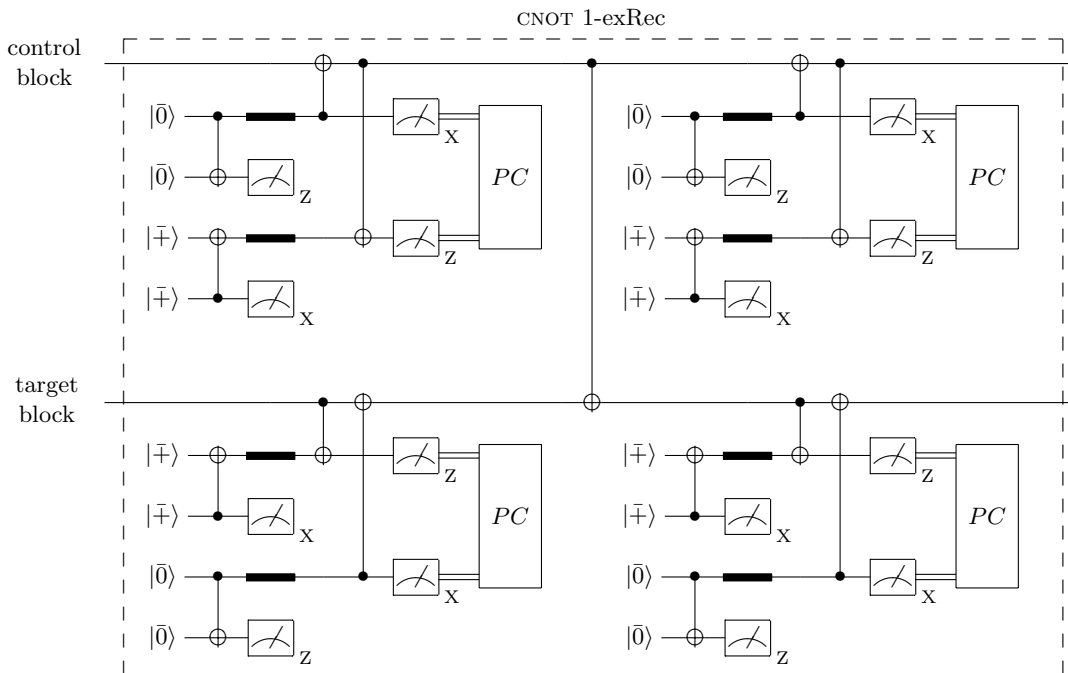 CNOT 1-exRec
control
block
|0̄⟩ X |0̄⟩ X
|0̄⟩ Z PC |0̄⟩ Z PC
|+̄⟩ Z |+̄⟩ Z
|+̄⟩ X |+̄⟩ X
target
block
|+̄⟩ Z |+̄⟩ Z
|+̄⟩ X PC |+̄⟩ X PC
|0̄⟩ X |0̄⟩ X
|0̄⟩ Z |0̄⟩ Z